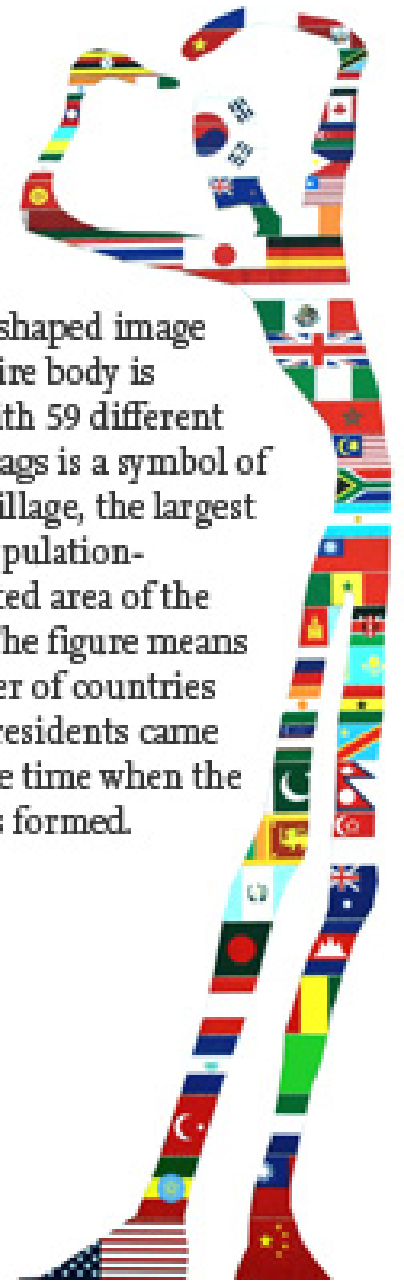 shaped image
ire body is
ith 59 different
ags is a symbol of
illage, the largest
pulation-
ted area of the
he figure means
er of countries
residents came
e time when the
s formed.